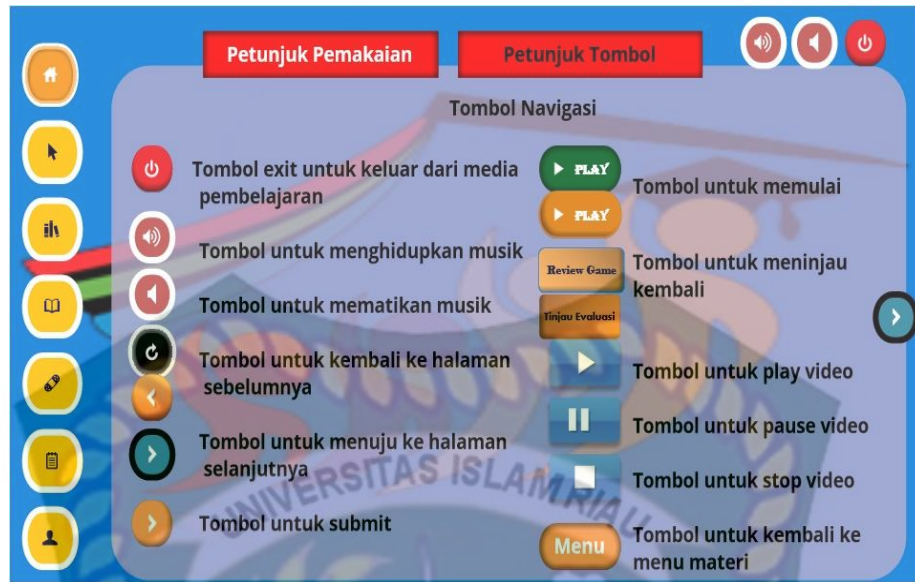 Petunjuk Pemakaian
Petunjuk Tombol
Tombol Navigasi
Tombol exit untuk keluar dari media
pembelajaran
Tombol untuk menghidupkan musik
Tombol untuk mematikan musik
Tombol untuk kembali ke halaman
sebelumnya
Tombol untuk menuju ke halaman
selanjutnya
Tombol untuk submit
PLAY
PLAY
Tombol untuk memulai
Review Game
Tinjau Evaluasi
Tombol untuk meninjau
kembali
Tombol untuk play video
Tombol untuk pause video
Tombol untuk stop video
Menu
Tombol untuk kembali ke
menu materi
UNIVERSITAS ISLAM RIAU